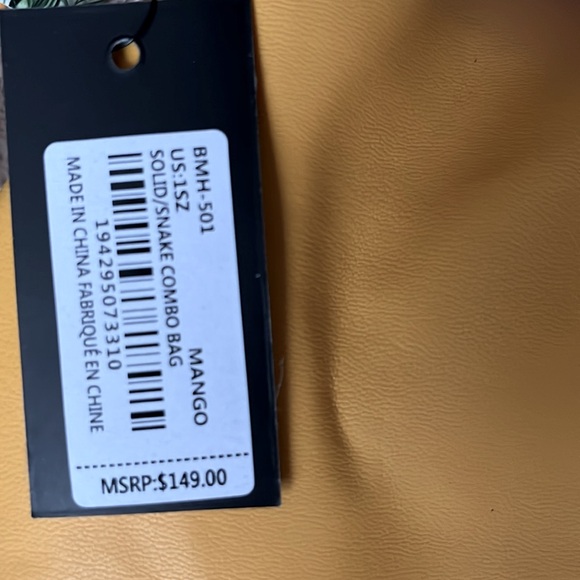 BMH-501 MANGO
US:1SZ
SOLID/SNAKE COMBO BAG
194295073310
MADE IN CHINA FABRIQUÉ EN CHINE
MSRP:$149.00